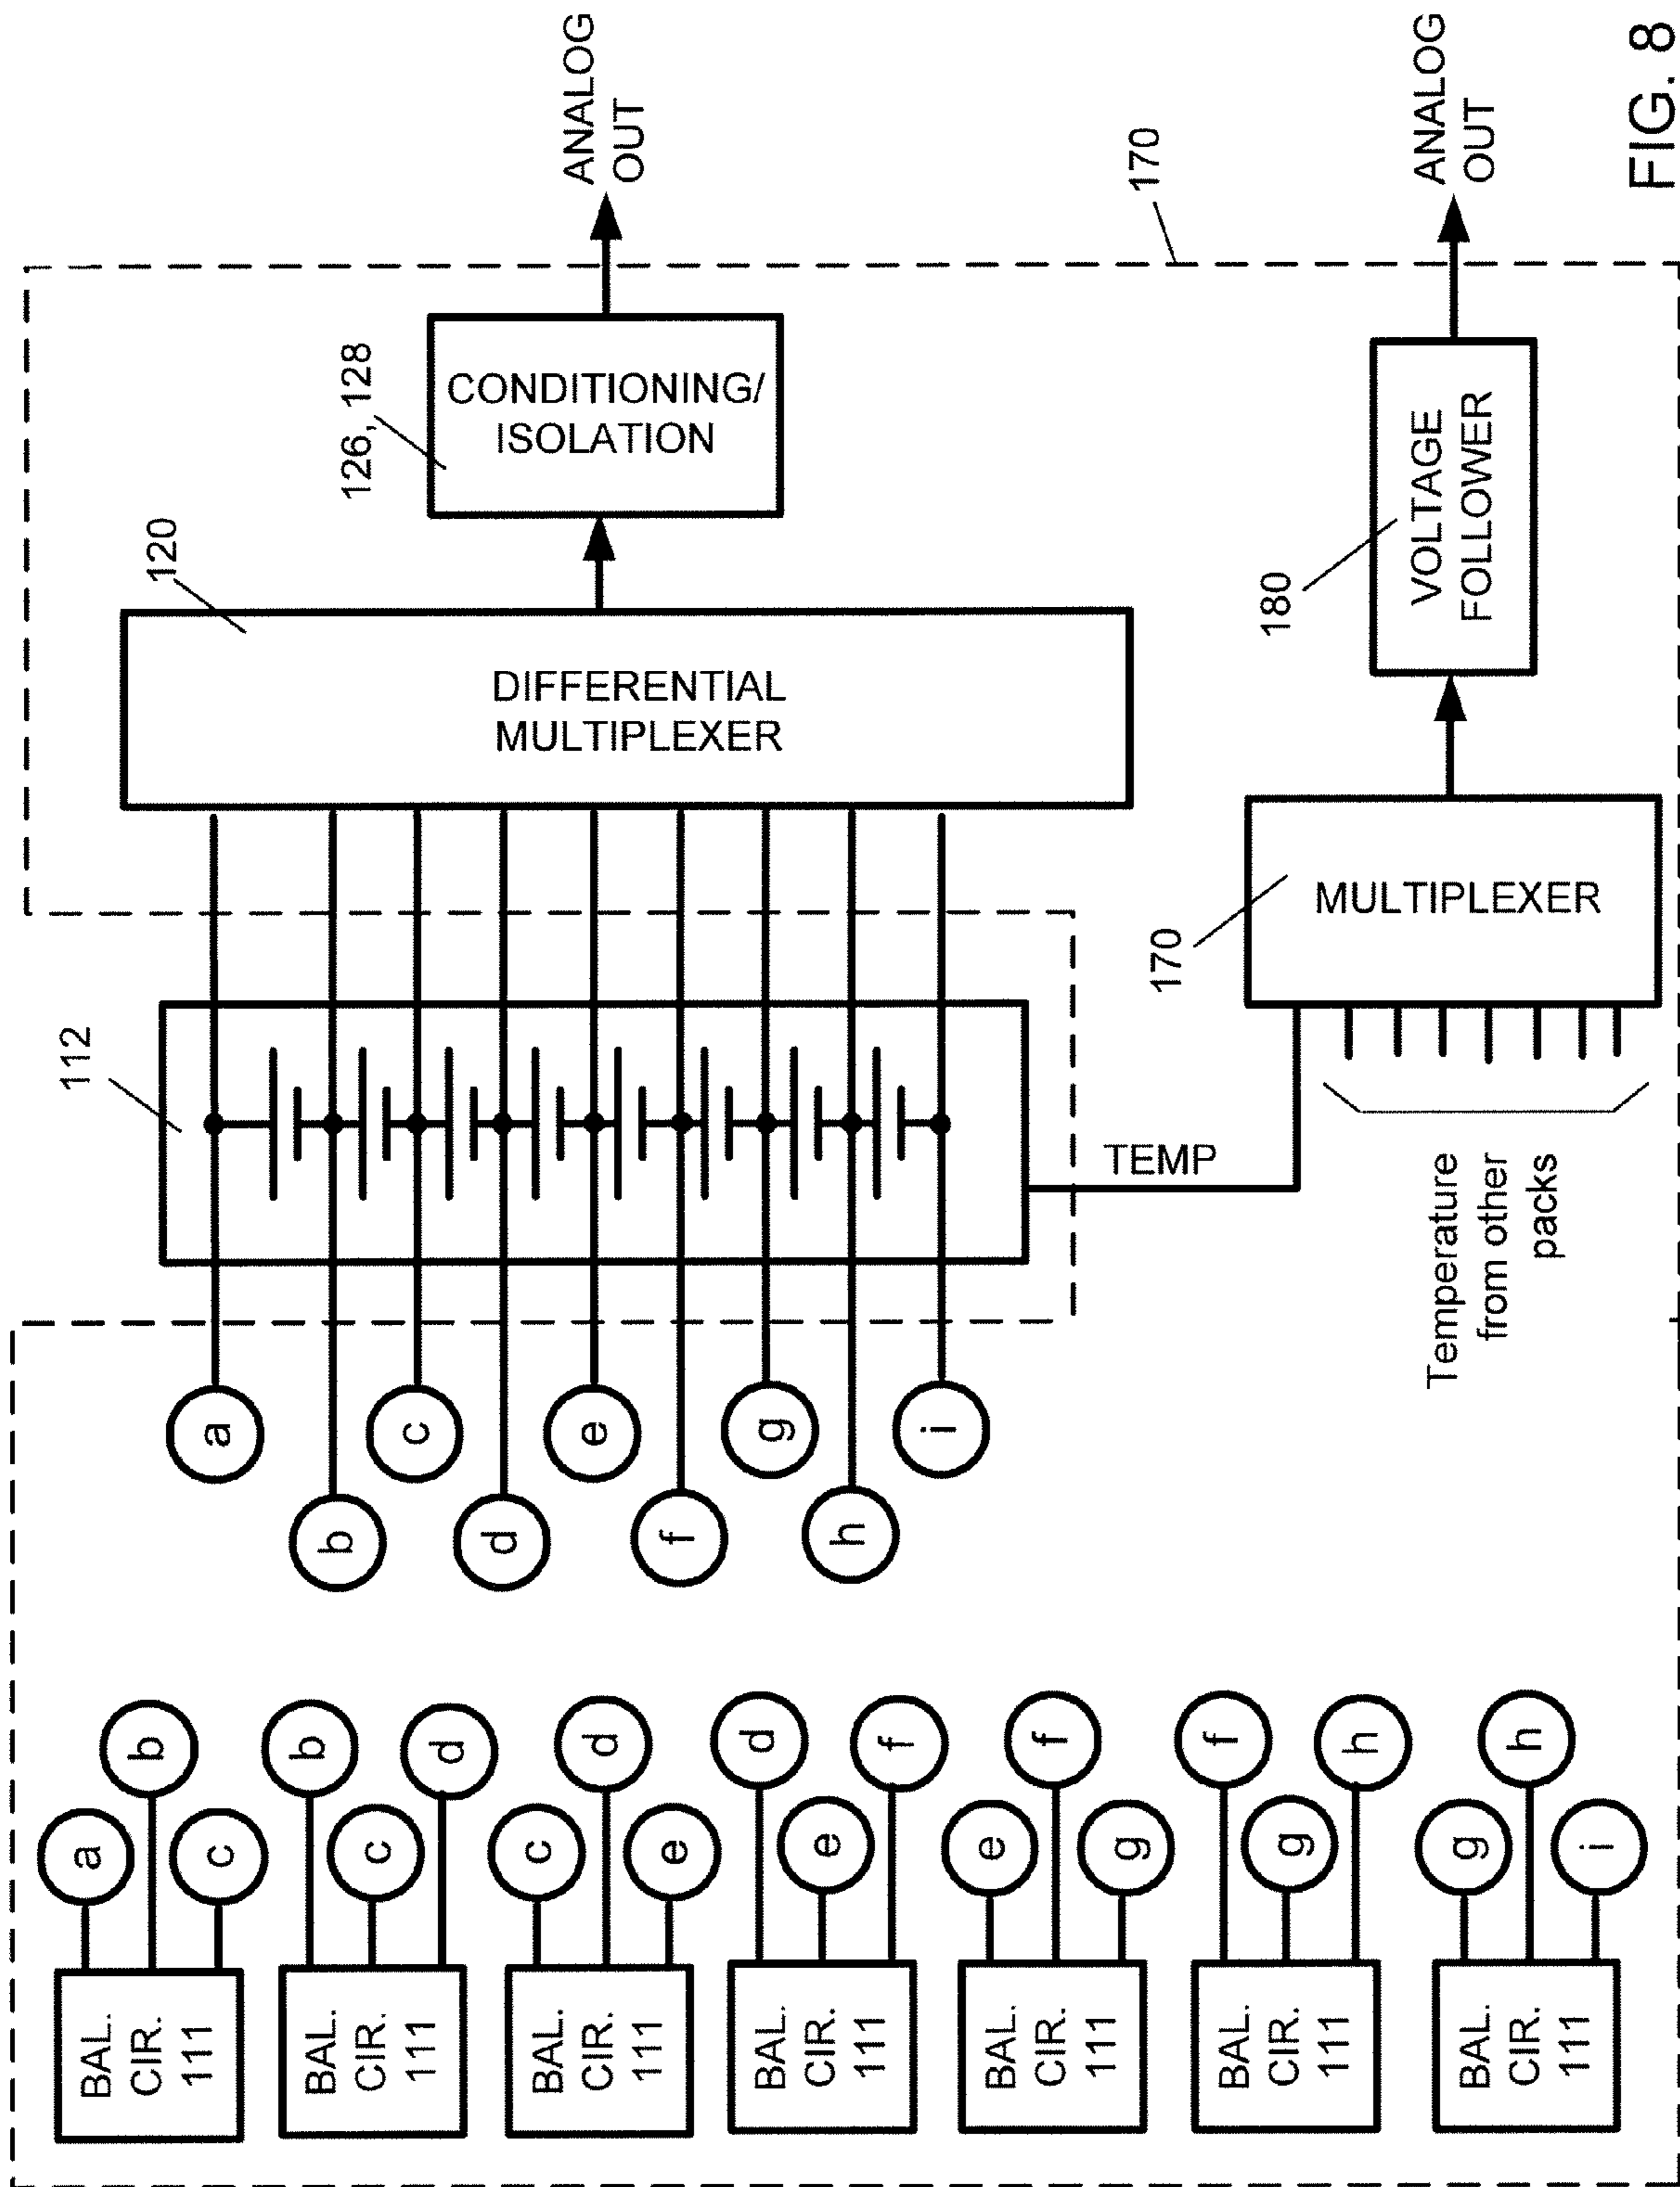 BAL.
CIR.
111
a
b
c
BAL.
CIR.
111
b
c
d
BAL.
CIR.
111
c
d
e
BAL.
CIR.
111
d
e
f
BAL.
CIR.
111
e
f
g
BAL.
CIR.
111
f
g
h
BAL.
CIR.
111
g
h
i
a
b
c
d
e
f
g
h
i
112
TEMP
Temperature
from other
packs
120
DIFFERENTIAL
MULTIPLEXER
126, 128
CONDITIONING/
ISOLATION
ANALOG
OUT
170
MULTIPLEXER
180
VOLTAGE
FOLLOWER
170
ANALOG
OUT
FIG. 8